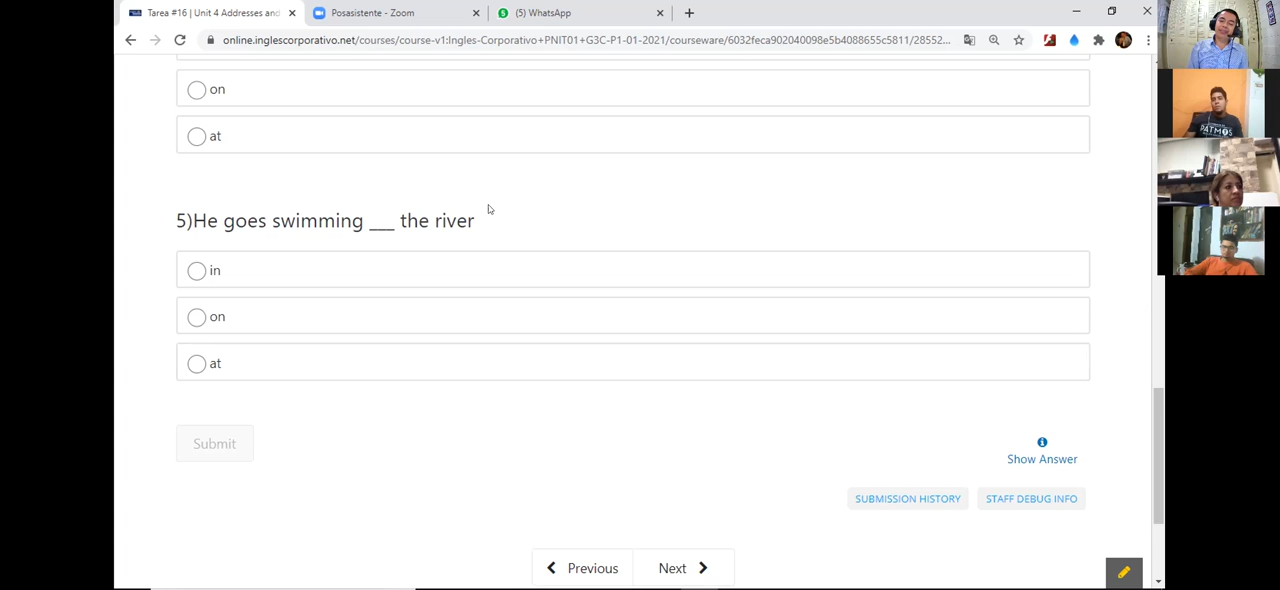 Tarea #16 | Unit 4 Addresses and
Posasistente - Zoom
(5) WhatsApp
online.inglescorporativo.net/courses/course-v1:Ingles-Corporativo+PNIT01+G3C-P1-01-2021/courseware/6032feca902040098e5b4088655c5811/28552...
on
at
5)He goes swimming ___ the river
in
on
at
Submit
Show Answer
SUBMISSION HISTORY
STAFF DEBUG INFO
Previous
Next
PATMOS